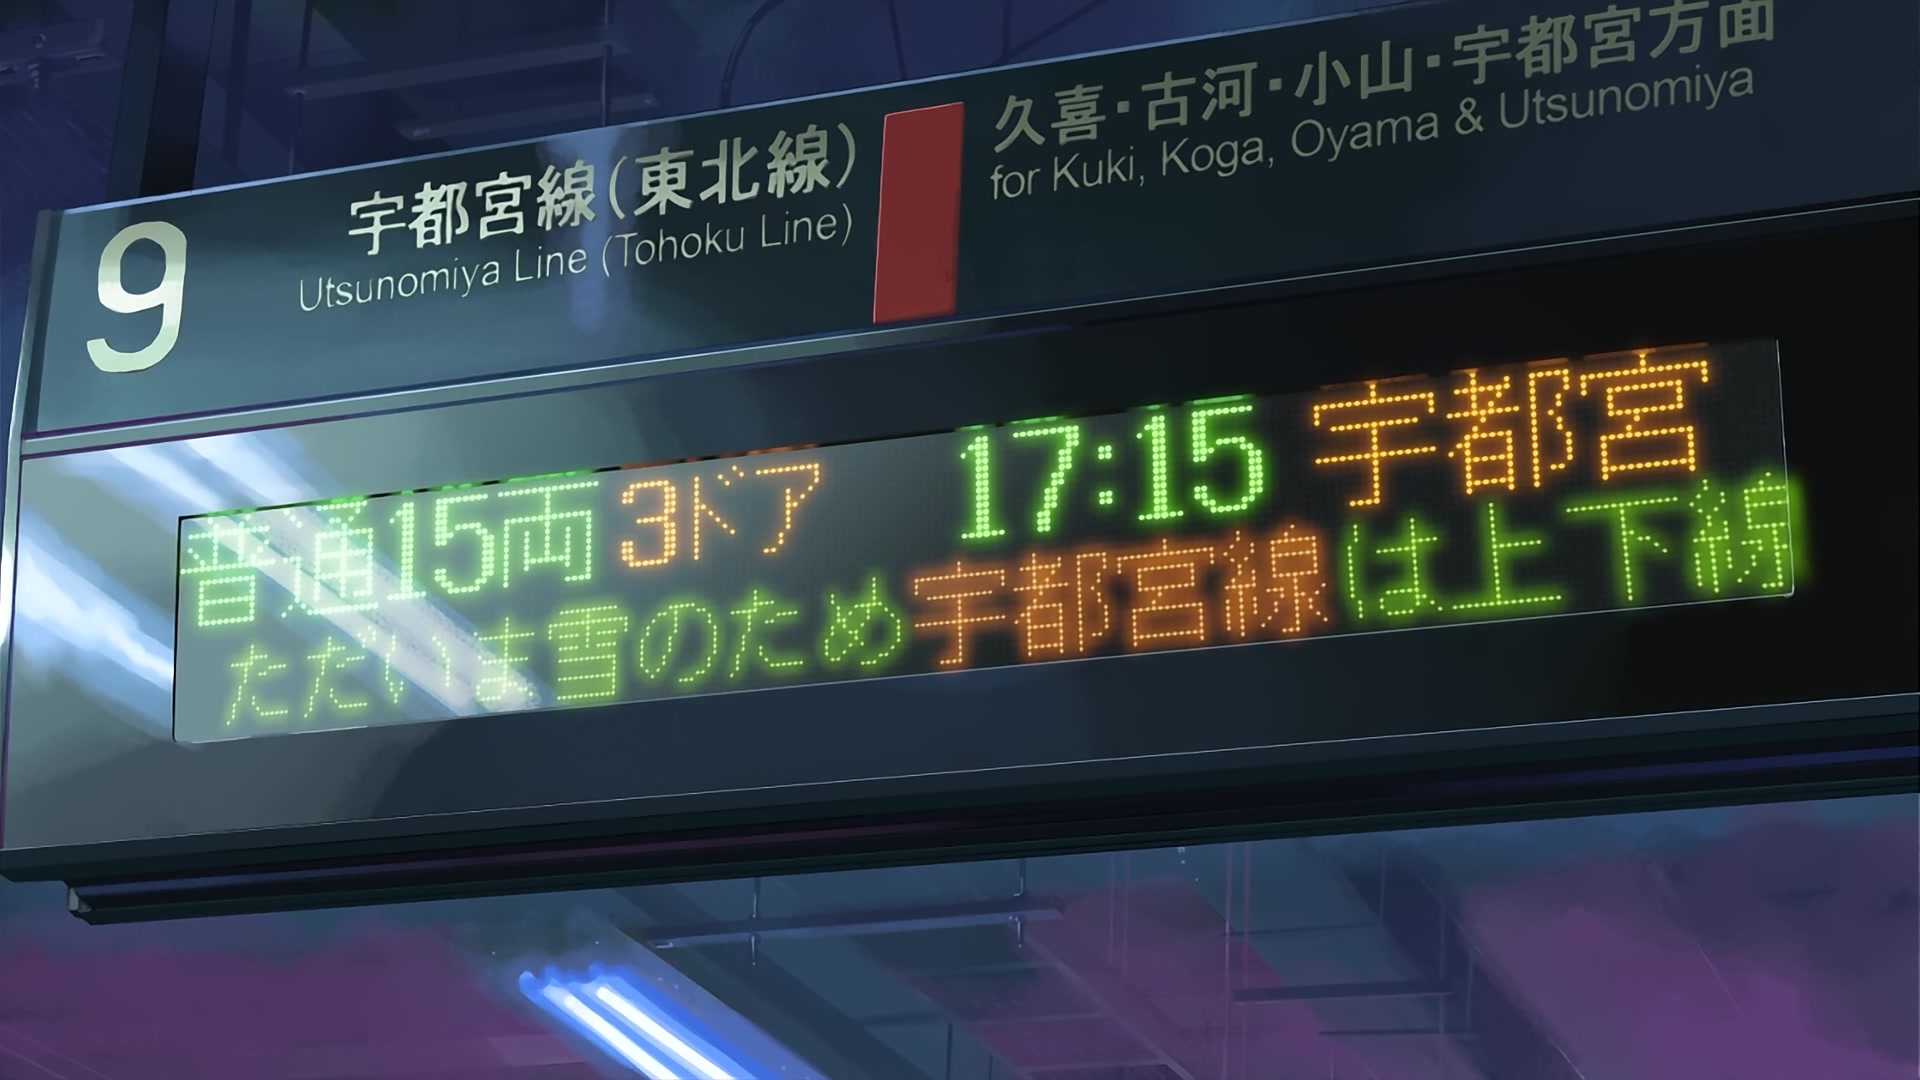 9
宇都宮線(東北線)
Utsunomiya Line (Tohoku Line)
久喜・古河・小山・宇都宮方面
for Kuki, Koga, Oyama & Utsunomiya
普通15両 3ドア 17:15 宇都宮
ただいま雪のため宇都宮線は上下線